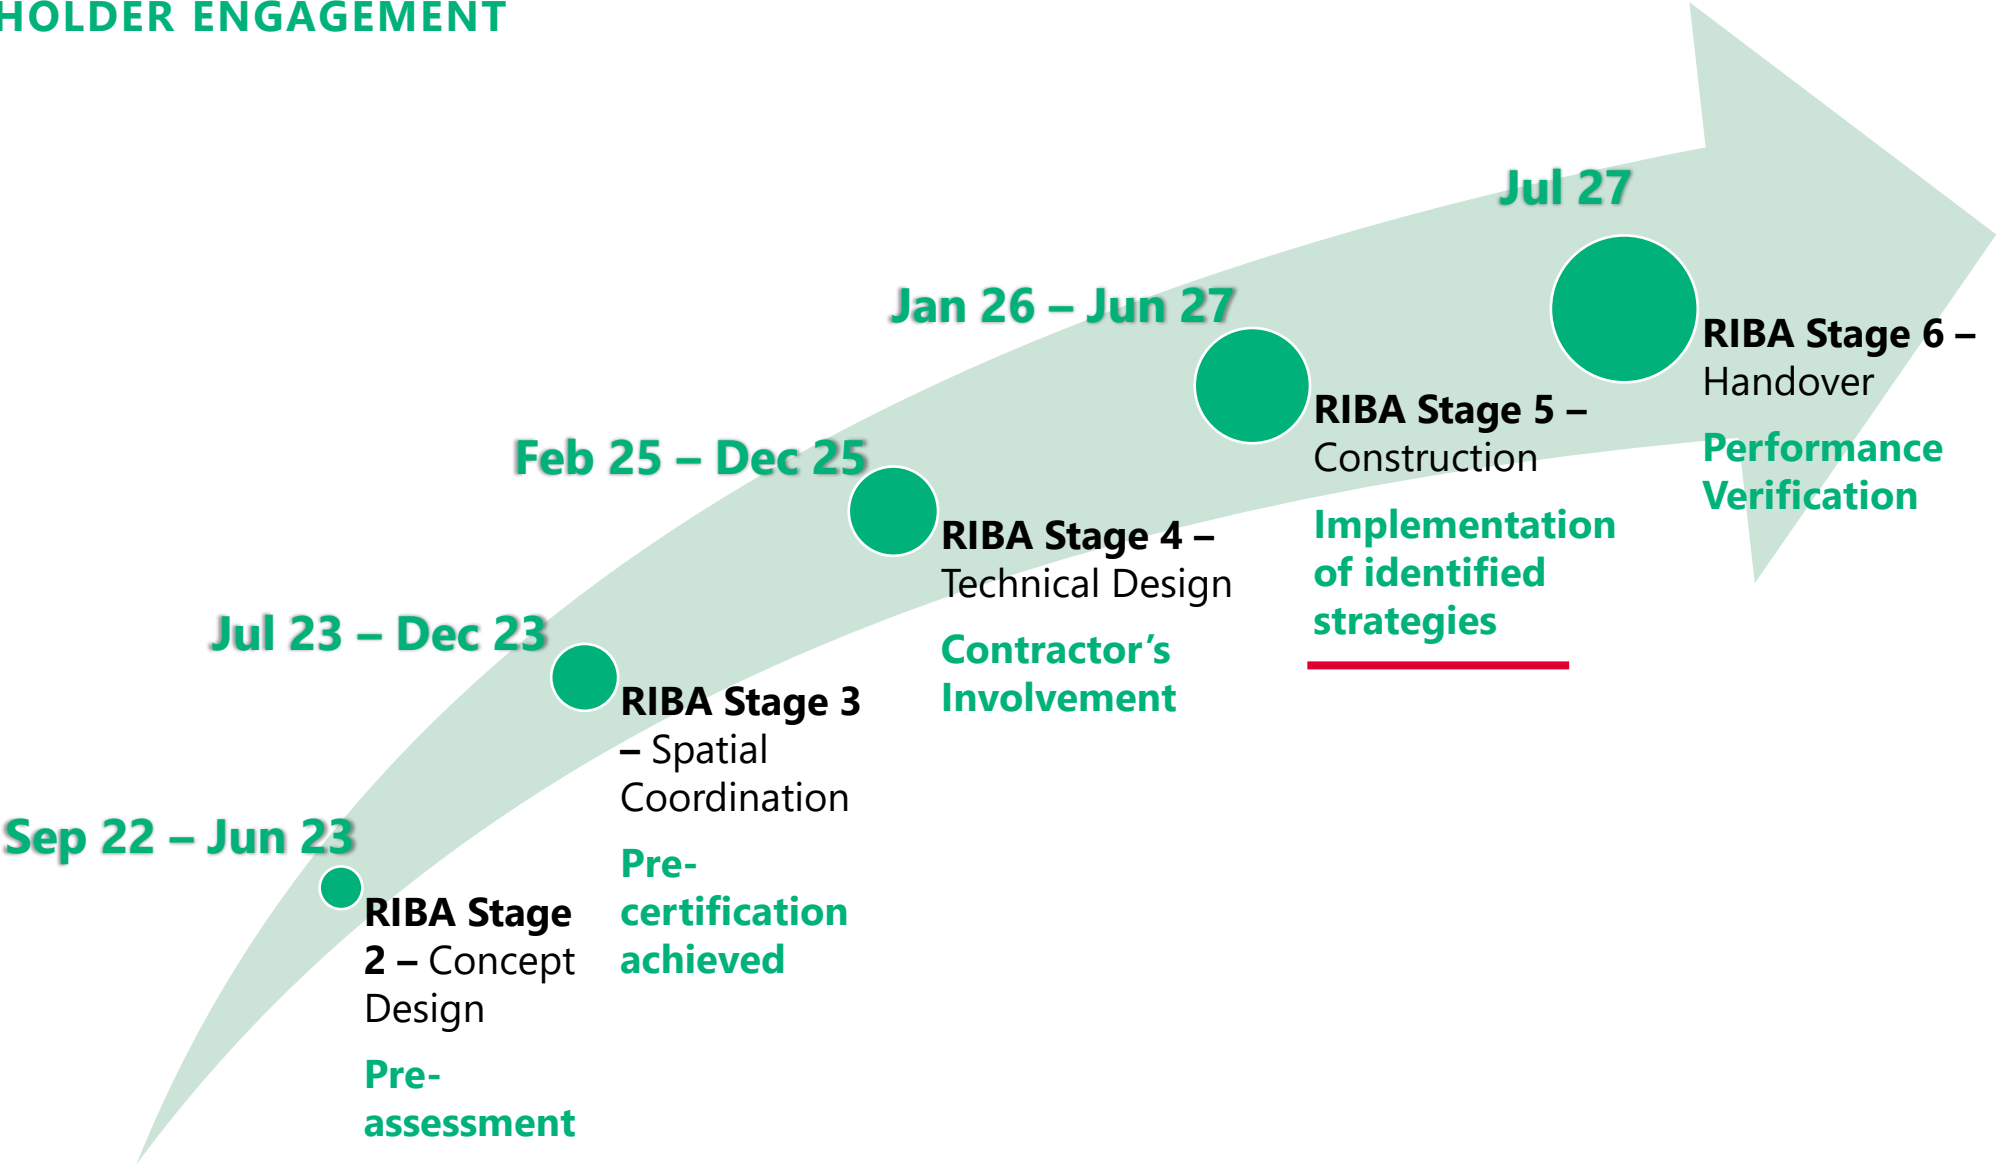 HOLDER ENGAGEMENT
Sep 22 – Jun 23
RIBA Stage
2 – Concept
Design
Pre-
assessment
Jul 23 – Dec 23
RIBA Stage 3
– Spatial
Coordination
Pre-
certification
achieved
Feb 25 – Dec 25
RIBA Stage 4 –
Technical Design
Contractor’s
Involvement
Jan 26 – Jun 27
RIBA Stage 5 –
Construction
Implementation
of identified
strategies
Jul 27
RIBA Stage 6 –
Handover
Performance
Verification